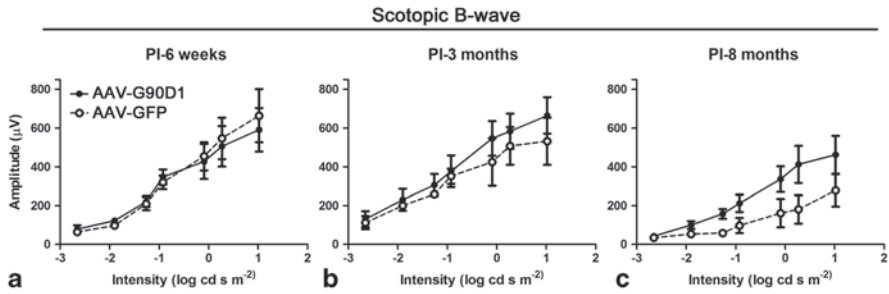 Scotopic B-wave
PI-6 weeks
800
600
400
200
0
Amplitude (µV)
AAV-G90D1
AAV-GFP
-3 -2 -1 0 1 2
Intensity (log cd s m-2)
a
PI-3 months
800
600
400
200
0
-3 -2 -1 0 1 2
Intensity (log cd s m-2)
b
PI-8 months
800
600
400
200
0
-3 -2 -1 0 1 2
Intensity (log cd s m-2)
c